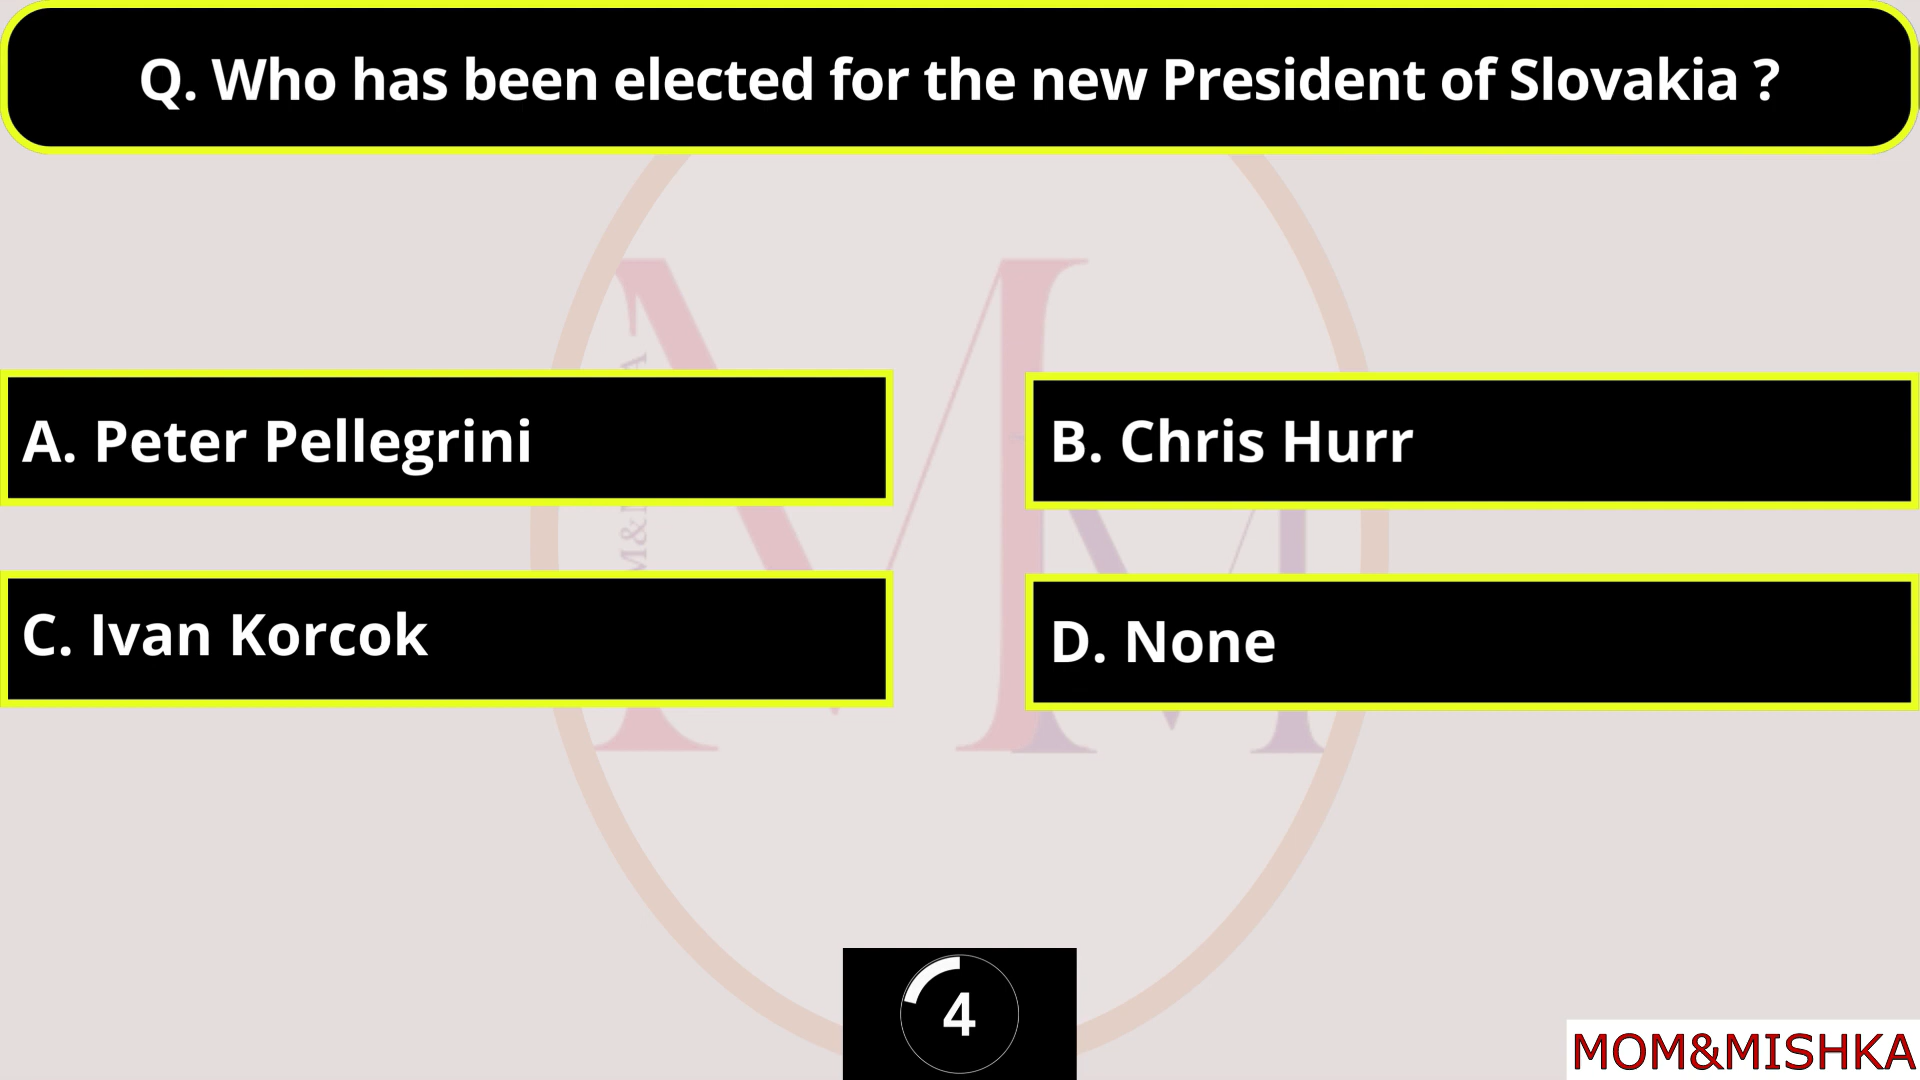 Q. Who has been elected for the new President of Slovakia ?
A. Peter Pellegrini
B. Chris Hurr
C. Ivan Korcok
D. None
4
MOM&MISHKA